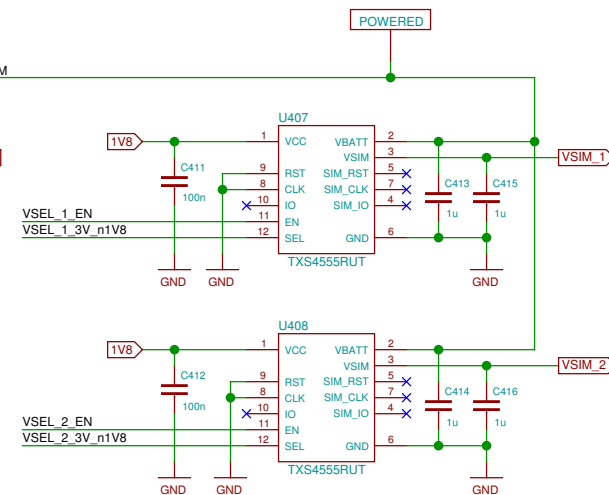 POWERED
M
U407
1V8
1 VCC VBATT 2
VSIM 3
VSIM_1
C411
100n
9 RST SIM_RST 5
8 CLK SIM_CLK 7
10 IO SIM_IO 4
C413
1u
C415
1u
VSEL_1_EN
11 EN
VSEL_1_3V_n1V8
12 SEL GND 6
TXS4555RUT
GND
GND
GND
U408
1V8
1 VCC VBATT 2
VSIM 3
VSIM_2
C412
100n
9 RST SIM_RST 5
8 CLK SIM_CLK 7
10 IO SIM_IO 4
C414
1u
C416
1u
VSEL_2_EN
11 EN
VSEL_2_3V_n1V8
12 SEL GND 6
TXS4555RUT
GND
GND
GND